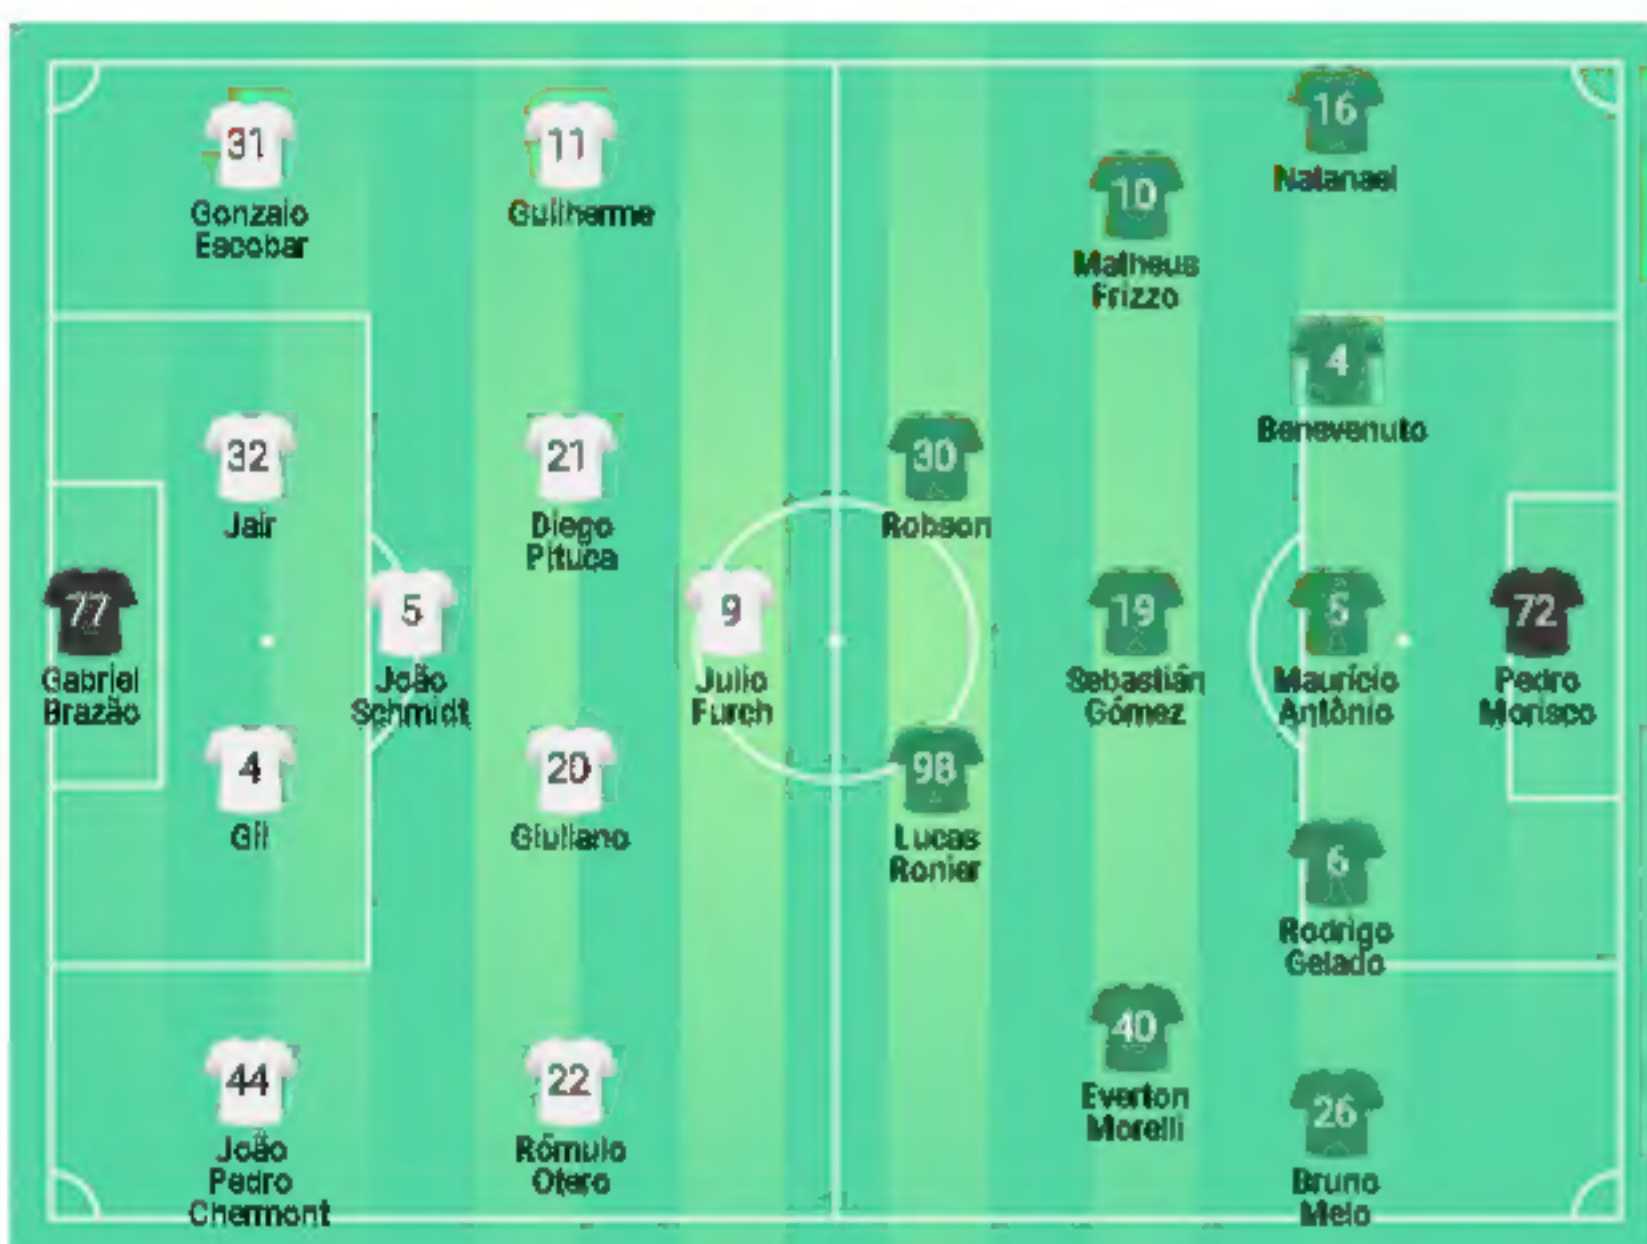 31
Gonzalo
Escobar
11
Guilherme
10
Matheus
Frizzo
16
Natanael
4
Benevenuto
32
Jair
21
Diego
Pituca
30
Robson
77
Gabriel
Brazão
5
João
Schmidt
9
Julio
Furch
19
Sebastián
Gómez
5
Maurício
Antônio
72
Pedro
Morisco
4
Gil
20
Giuliano
98
Lucas
Ronier
6
Rodrigo
Gelado
44
João
Pedro
Chermont
22
Rómulo
Otero
40
Everton
Morelli
26
Bruno
Melo